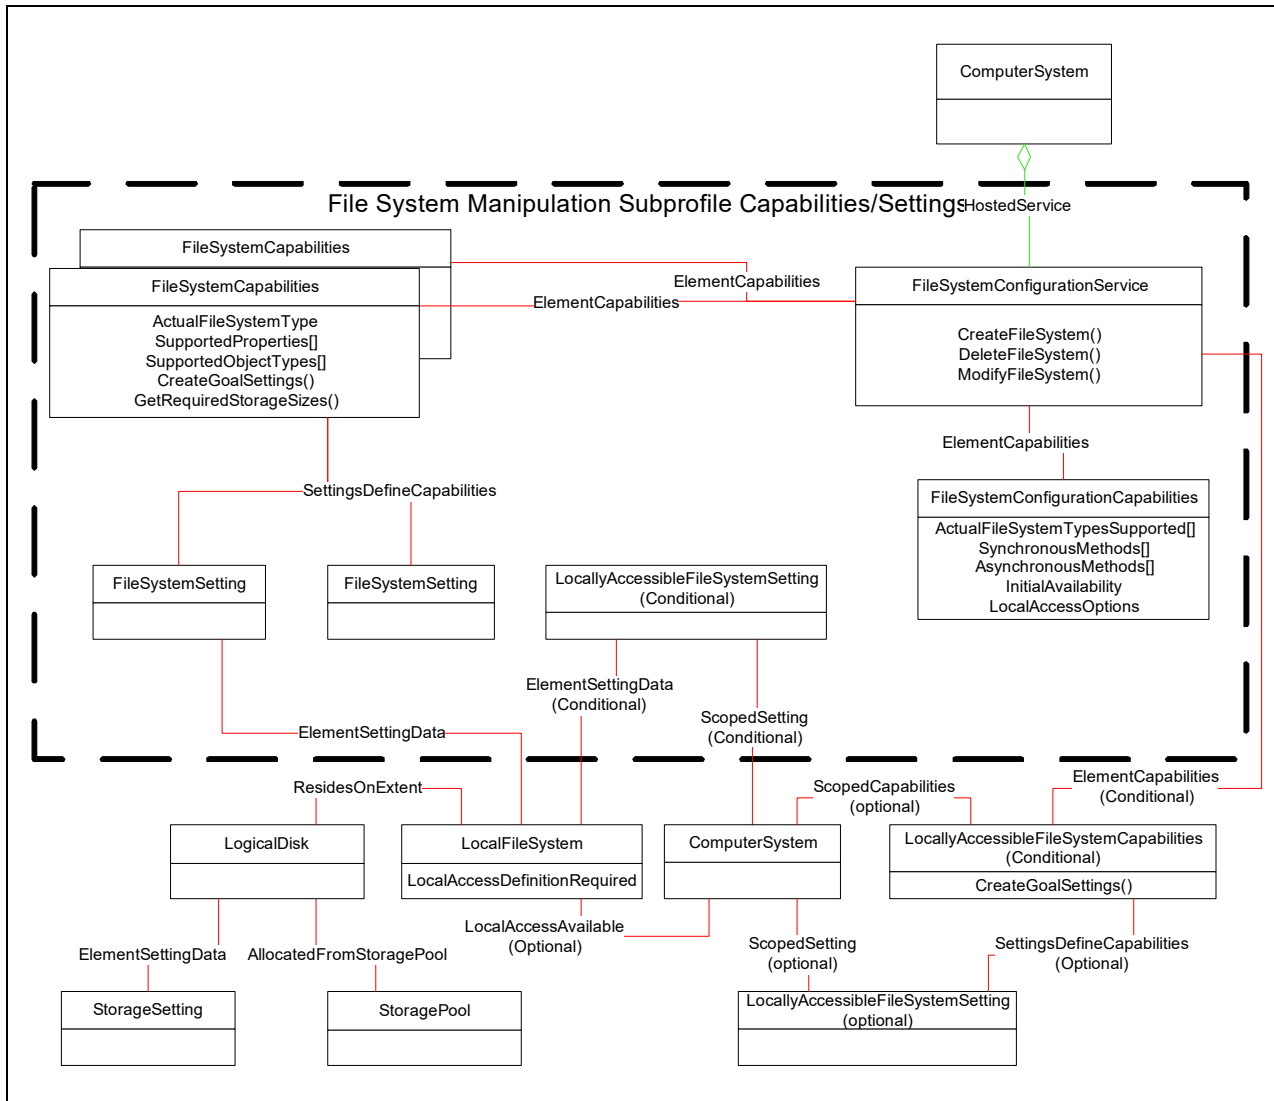 ComputerSystem
File System Manipulation Subprofile Capabilities/Settings
HostedService
FileSystemCapabilities
FileSystemCapabilities
ActualFileSystemType
SupportedProperties[]
SupportedObjectTypes[]
CreateGoalSettings()
GetRequiredStorageSizes()
ElementCapabilities
ElementCapabilities
FileSystemConfigurationService
CreateFileSystem()
DeleteFileSystem()
ModifyFileSystem()
ElementCapabilities
FileSystemConfigurationCapabilities
ActualFileSystemTypesSupported[]
SynchronousMethods[]
AsynchronousMethods[]
InitialAvailability
LocalAccessOptions
SettingsDefineCapabilities
FileSystemSetting
FileSystemSetting
LocallyAccessibleFileSystemSetting
(Conditional)
ElementSettingData
(Conditional)
ScopedSetting
(Conditional)
ElementSettingData
ResidesOnExtent
ScopedCapabilities
(optional)
ElementCapabilities
(Conditional)
LogicalDisk
LocalFileSystem
LocalAccessDefinitionRequired
ComputerSystem
LocallyAccessibleFileSystemCapabilities
(Conditional)
CreateGoalSettings()
LocalAccessAvailable
(Optional)
ElementSettingData
AllocatedFromStoragePool
ScopedSetting
(optional)
SettingsDefineCapabilities
(Optional)
StorageSetting
StoragePool
LocallyAccessibleFileSystemSetting
(optional)